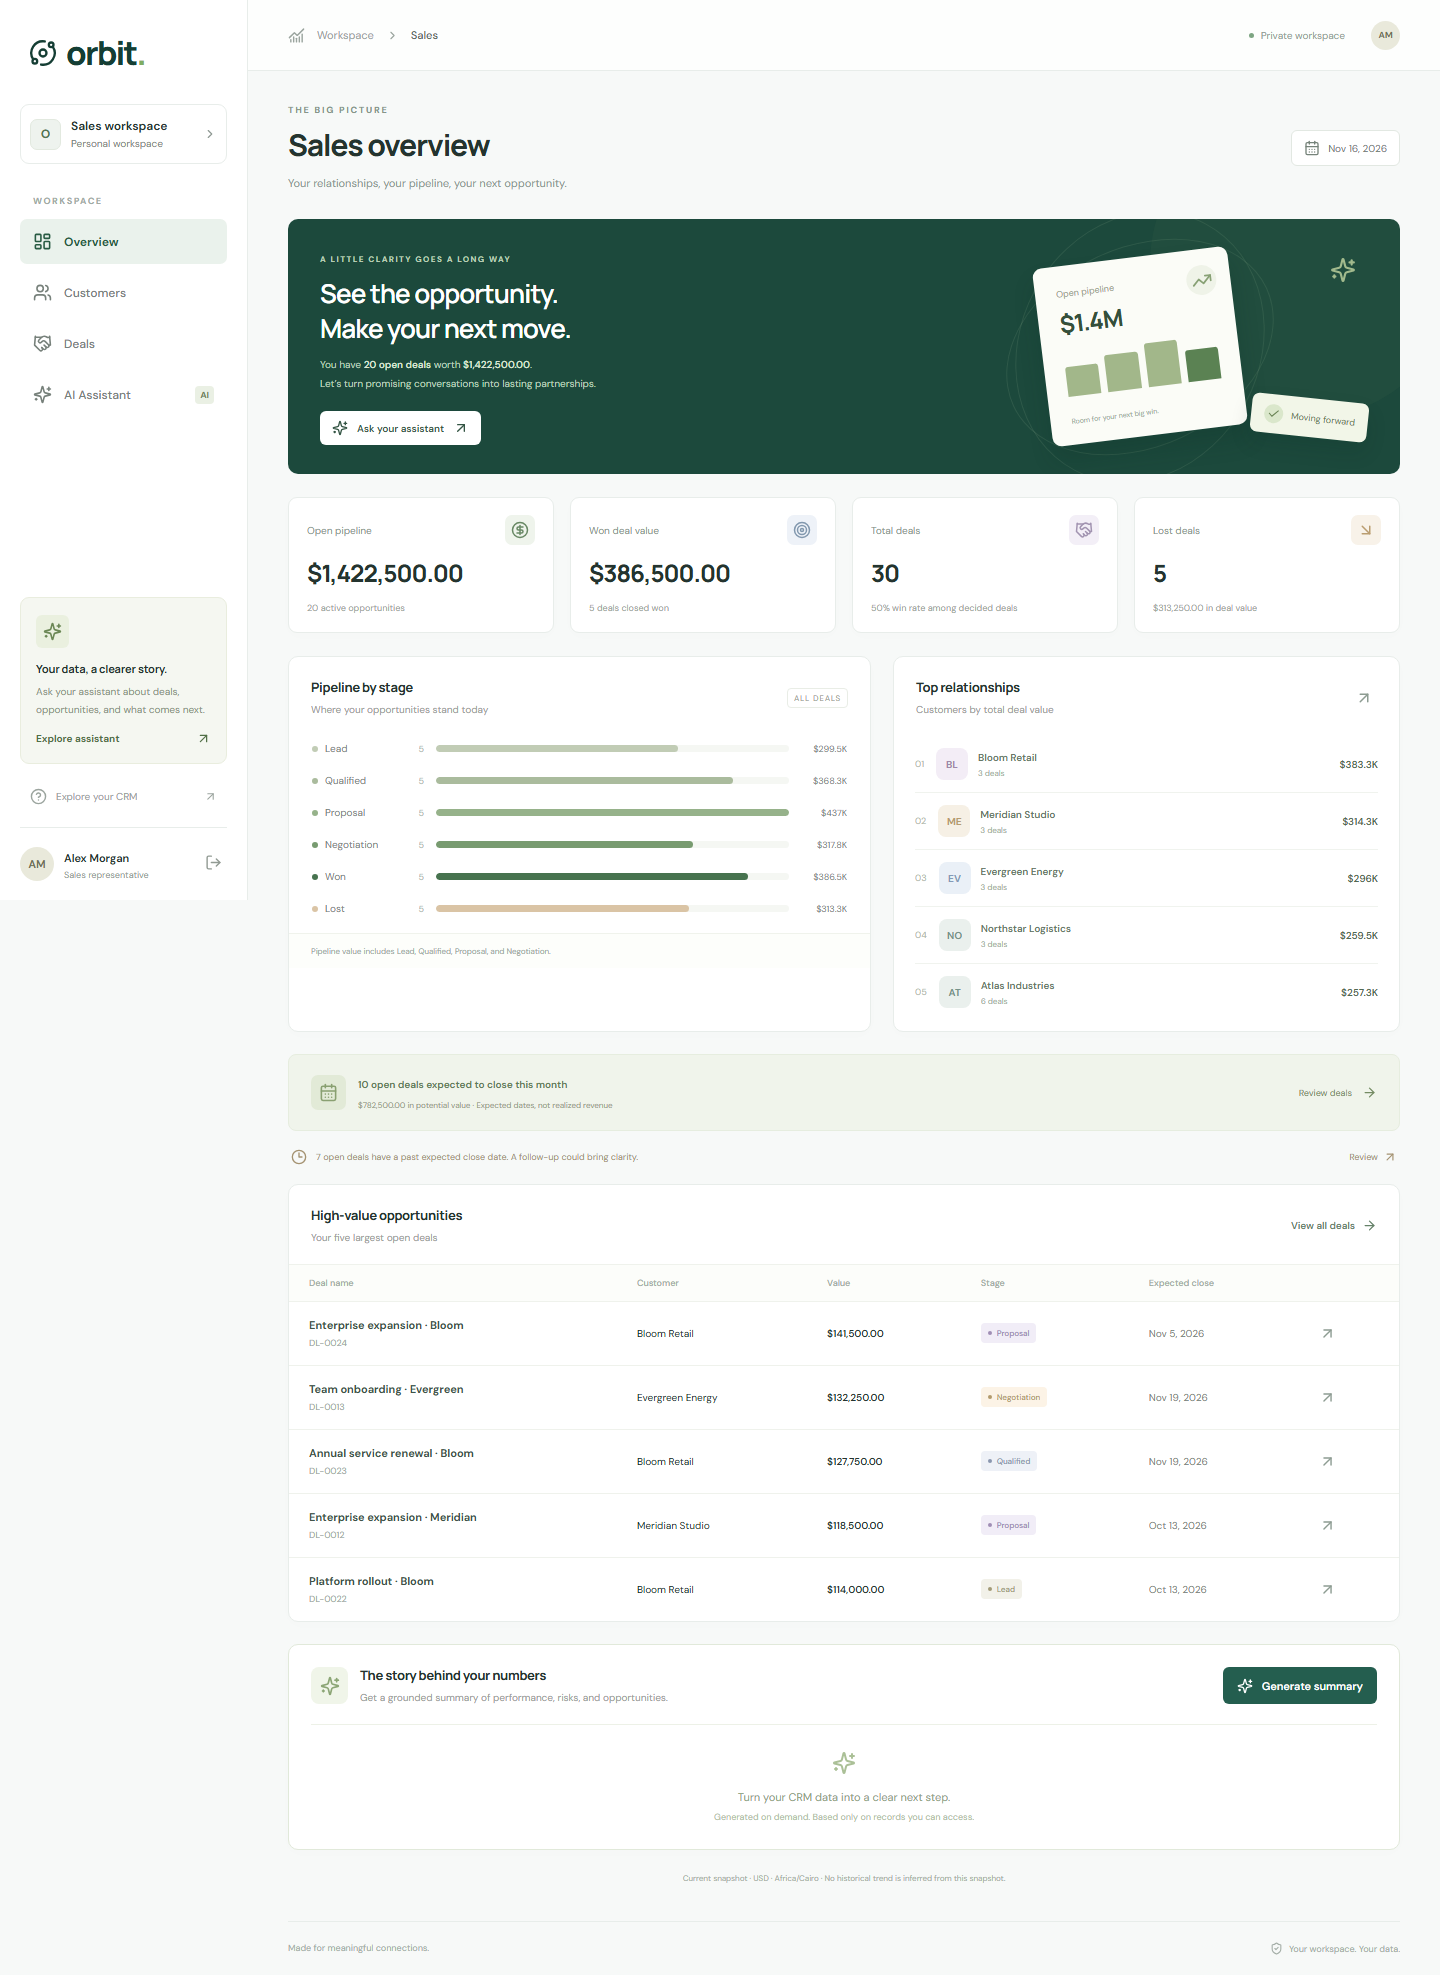 orbit.
O
Sales workspace
Personal workspace
WORKSPACE
Overview
Customers
Deals
AI Assistant
AI
Your data, a clearer story.
Ask your assistant about deals,
opportunities, and what comes next.
Explore assistant
Explore your CRM
AM
Alex Morgan
Sales representative
Workspace
Sales
Private workspace
AM
THE BIG PICTURE
Sales overview
Your relationships, your pipeline, your next opportunity.
Nov 16, 2026
A LITTLE CLARITY GOES A LONG WAY
See the opportunity.
Make your next move.
You have 20 open deals worth $1,422,500.00.
Let's turn promising conversations into lasting partnerships.
Ask your assistant
Open pipeline
$1.4M
Room for your next big win.
Moving forward
Open pipeline
$1,422,500.00
20 active opportunities
Won deal value
$386,500.00
5 deals closed won
Total deals
30
50% win rate among decided deals
Lost deals
5
$313,250.00 in deal value
Pipeline by stage
Where your opportunities stand today
ALL DEALS
Lead 5 $299.5K
Qualified 5 $368.3K
Proposal 5 $437K
Negotiation 5 $317.8K
Won 5 $386.5K
Lost 5 $313.3K
Pipeline value includes Lead, Qualified, Proposal, and Negotiation.
Top relationships
Customers by total deal value
01 BL Bloom Retail $383.3K
3 deals
02 ME Meridian Studio $314.3K
3 deals
03 EV Evergreen Energy $296K
3 deals
04 NO Northstar Logistics $259.5K
3 deals
05 AT Atlas Industries $257.3K
6 deals
10 open deals expected to close this month
$782,500.00 in potential value · Expected dates, not realized revenue
Review deals
7 open deals have a past expected close date. A follow-up could bring clarity.
Review
High-value opportunities
Your five largest open deals
View all deals
Deal name Customer Value Stage Expected close
Enterprise expansion · Bloom
DL-0024
Bloom Retail $141,500.00 Proposal Nov 5, 2026
Team onboarding · Evergreen
DL-0013
Evergreen Energy $132,250.00 Negotiation Nov 19, 2026
Annual service renewal · Bloom
DL-0023
Bloom Retail $127,750.00 Qualified Nov 19, 2026
Enterprise expansion · Meridian
DL-0012
Meridian Studio $118,500.00 Proposal Oct 13, 2026
Platform rollout · Bloom
DL-0022
Bloom Retail $114,000.00 Lead Oct 13, 2026
The story behind your numbers
Get a grounded summary of performance, risks, and opportunities.
Generate summary
Turn your CRM data into a clear next step.
Generated on demand. Based only on records you can access.
Current snapshot · USD · Africa/Cairo · No historical trend is inferred from this snapshot.
Made for meaningful connections.
Your workspace. Your data.